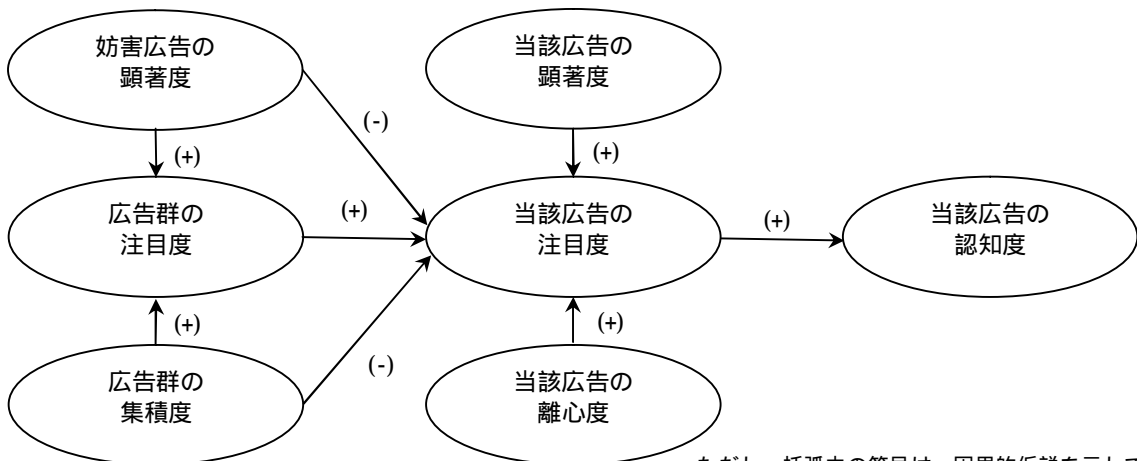 妨害広告の
顕著度
当該広告の
顕著度
(-)
(+)
(+)
広告群の
注目度
(+)
当該広告の
注目度
(+)
当該広告の
認知度
(+)
(+)
(-)
広告群の
集積度
当該広告の
離心度